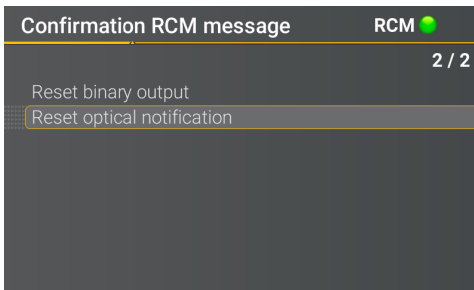 Confirmation RCM message RCM
2 / 2
Reset binary output
Reset optical notification